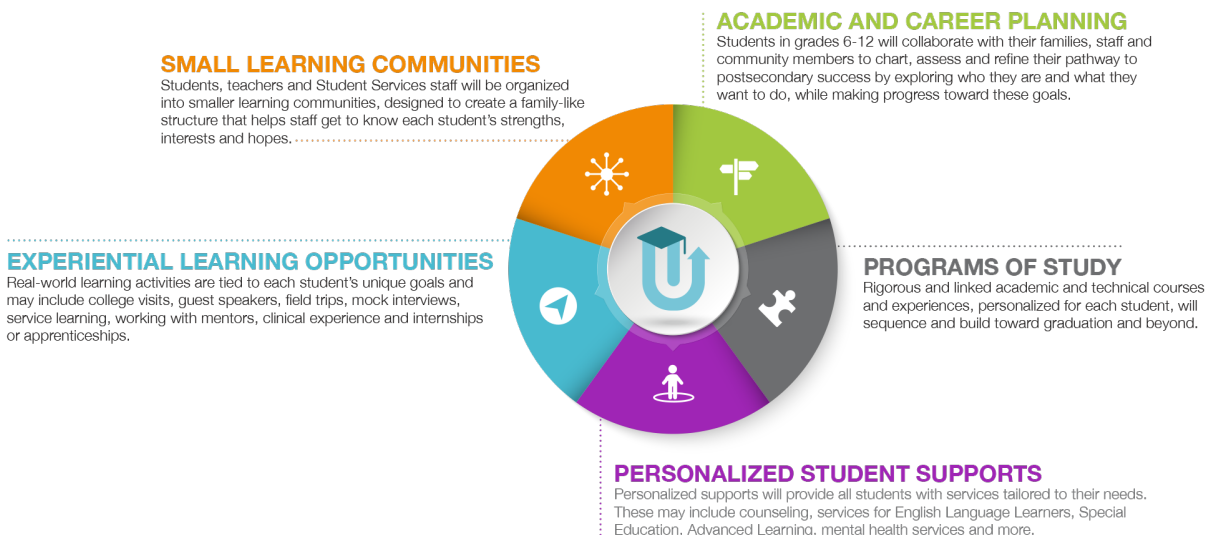 ACADEMIC AND CAREER PLANNING
Students in grades 6-12 will collaborate with their families, staff and
community members to chart, assess and refine their pathway to
postsecondary success by exploring who they are and what they
want to do, while making progress toward these goals.
SMALL LEARNING COMMUNITIES
Students, teachers and Student Services staff will be organized
into smaller learning communities, designed to create a family-like
structure that helps staff get to know each student's strengths,
interests and hopes.
EXPERIENTIAL LEARNING OPPORTUNITIES
Real-world learning activities are tied to each student's unique goals and
may include college visits, guest speakers, field trips, mock interviews,
service learning, working with mentors, clinical experience and internships
or apprenticeships.
PROGRAMS OF STUDY
Rigorous and linked academic and technical courses
and experiences, personalized for each student, will
sequence and build toward graduation and beyond.
PERSONALIZED STUDENT SUPPORTS
Personalized supports will provide all students with services tailored to their needs.
These may include counseling, services for English Language Learners, Special
Education, Advanced Learning, mental health services and more.